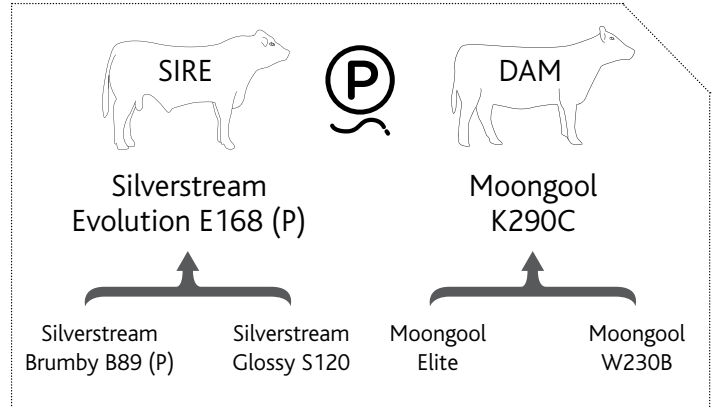 SIRE
P
DAM
Silverstream
Evolution E168 (P)
Moongool
K290C
Silverstream
Brumby B89 (P)
Silverstream
Glossy S120
Moongool
Elite
Moongool
W230B